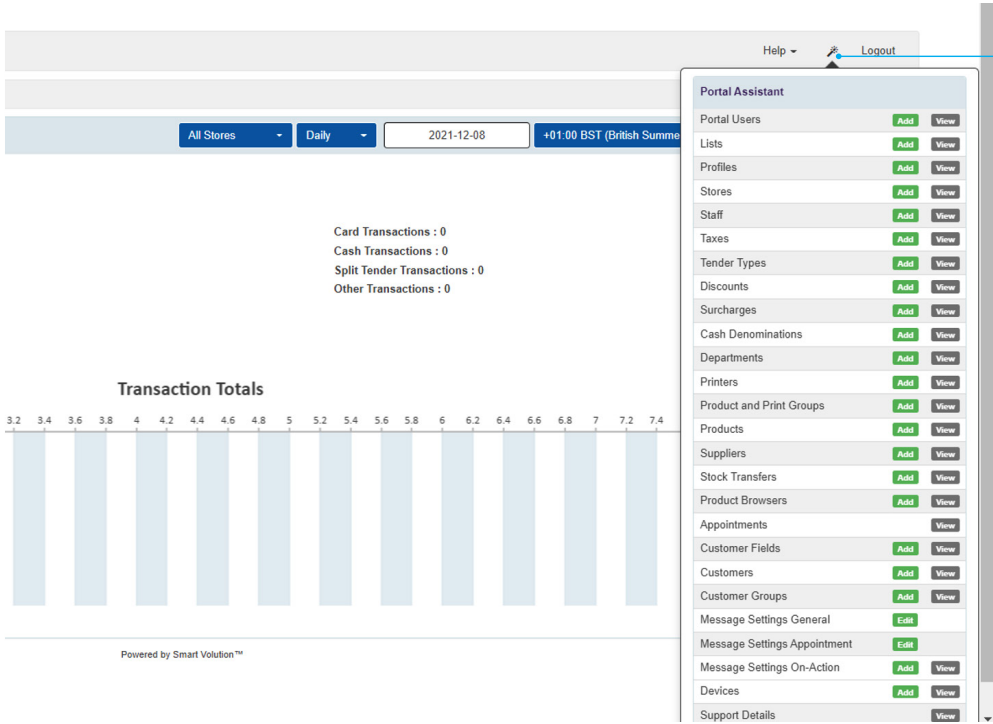 Help Logout
All Stores Daily 2021-12-08 +01:00 BST (British Summe
Card Transactions : 0
Cash Transactions : 0
Split Tender Transactions : 0
Other Transactions : 0
Transaction Totals
3.2 3.4 3.6 3.8 4 4.2 4.4 4.6 4.8 5 5.2 5.4 5.6 5.8 6 6.2 6.4 6.6 6.8 7 7.2 7.4
Powered by Smart Volution™
Portal Assistant
Portal Users Add View
Lists Add View
Profiles Add View
Stores Add View
Staff Add View
Taxes Add View
Tender Types Add View
Discounts Add View
Surcharges Add View
Cash Denominations Add View
Departments Add View
Printers Add View
Product and Print Groups Add View
Products Add View
Suppliers Add View
Stock Transfers Add View
Product Browsers Add View
Appointments View
Customer Fields Add View
Customers Add View
Customer Groups Add View
Message Settings General Edit
Message Settings Appointment Edit
Message Settings On-Action Add View
Devices Add View
Support Details View